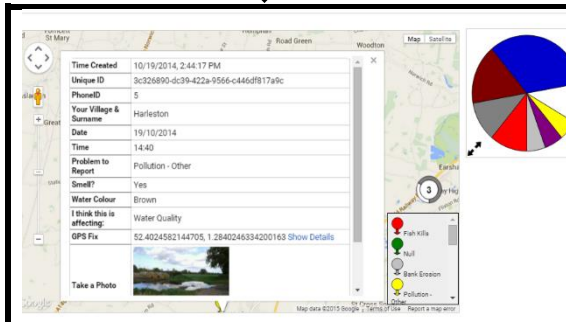 St Mary
Road Green
Woodton
Map Satellite
Time Created 10/19/2014, 2:44:17 PM
Unique ID 3c326890-dc39-422a-9566-c446df817a9c
PhoneID 5
Your Village & Surname Harleston
Date 19/10/2014
Time 14:40
Problem to Report Pollution - Other
Smell? Yes
Water Colour Brown
I think this is affecting: Water Quality
GPS Fix 52.4024582144705, 1.2840246334200163 Show Details
Take a Photo
Great
Earsha
3
Fish Kills
Null
Bank Erosion
Pollution - Other
Google
Map data ©2015 Google Terms of Use Report a map error